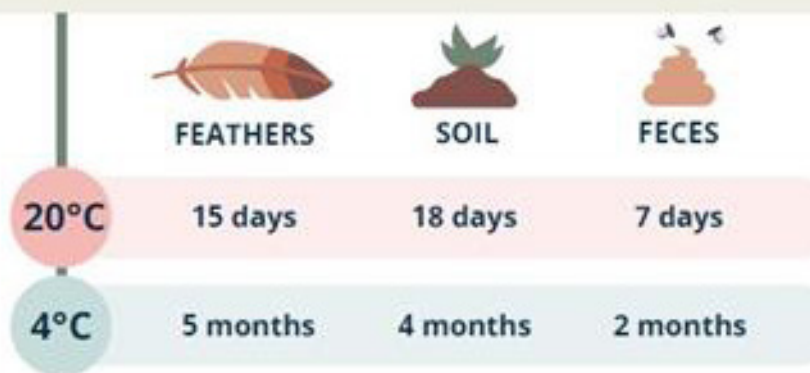 FEATHERS SOIL FECES
20°C 15 days 18 days 7 days
4°C 5 months 4 months 2 months